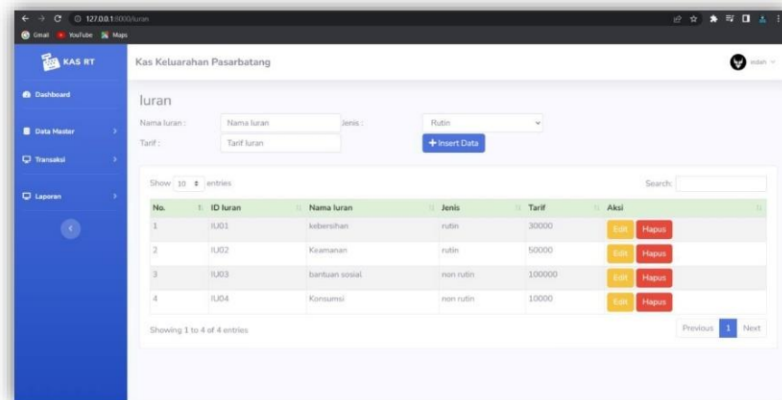 127.0.0.1:8000/iuran
Gmail YouTube Maps
KAS RT
Kas Keluarahan Pasarbatang
indah
Dashboard
Data Master
Transaksi
Laporan
Iuran
Nama Iuran : Nama Iuran Jenis : Rutin
Tarif : Tarif Iuran Insert Data
Show 10 entries Search:
No. ID Iuran Nama Iuran Jenis Tarif Aksi
1 IU01 kebersihan rutin 30000 Edit Hapus
2 IU02 Keamanan rutin 50000 Edit Hapus
3 IU03 bantuan sosial non rutin 100000 Edit Hapus
4 IU04 Konsumsi non rutin 10000 Edit Hapus
Showing 1 to 4 of 4 entries Previous 1 Next